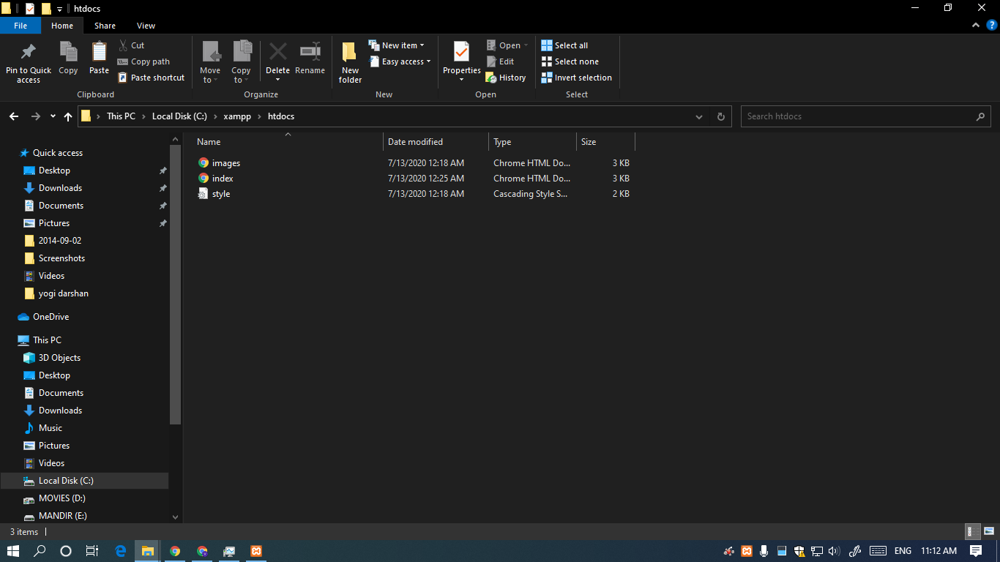 htdocs
File Home Share View
Pin to Quick access
Copy
Paste
Cut
Copy path
Paste shortcut
Clipboard
Move to
Copy to
Delete
Rename
Organize
New folder
New item
Easy access
New
Properties
Open
Edit
History
Open
Select all
Select none
Invert selection
Select
This PC > Local Disk (C:) > xampp > htdocs
Search htdocs
Name Date modified Type Size
images 7/13/2020 12:18 AM Chrome HTML Do... 3 KB
index 7/13/2020 12:25 AM Chrome HTML Do... 3 KB
style 7/13/2020 12:18 AM Cascading Style S... 2 KB
Quick access
Desktop
Downloads
Documents
Pictures
2014-09-02
Screenshots
Videos
yogi darshan
OneDrive
This PC
3D Objects
Desktop
Documents
Downloads
Music
Pictures
Videos
Local Disk (C:)
MOVIES (D:)
MANDIR (E:)
3 items
ENG 11:12 AM